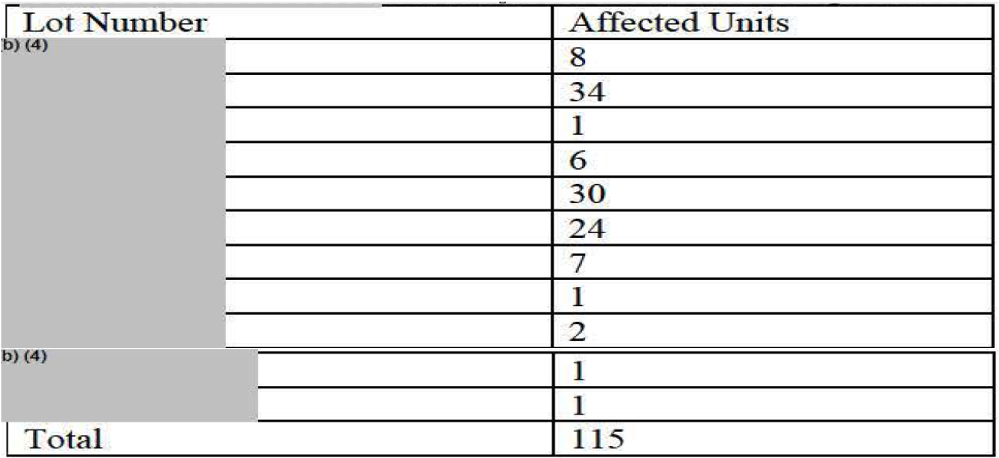 Lot Number Affected Units
b) (4) 8
34
1
6
30
24
7
1
2
b) (4) 1
1
Total 115